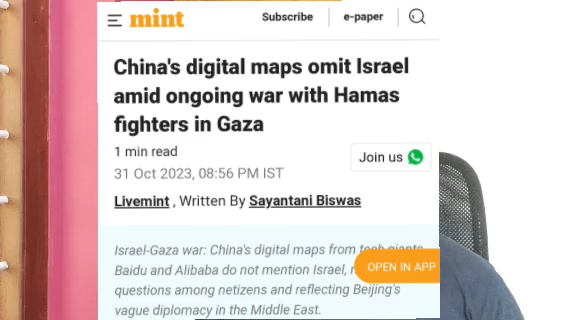 mint
Subscribe
e-paper
China's digital maps omit Israel
amid ongoing war with Hamas
fighters in Gaza
1 min read
Join us
31 Oct 2023, 08:56 PM IST
Livemint , Written By Sayantani Biswas
Israel-Gaza war: China's digital maps from tech giants
Baidu and Alibaba do not mention Israel,
OPEN IN APP
questions among netizens and reflecting Beijing's
vague diplomacy in the Middle East.